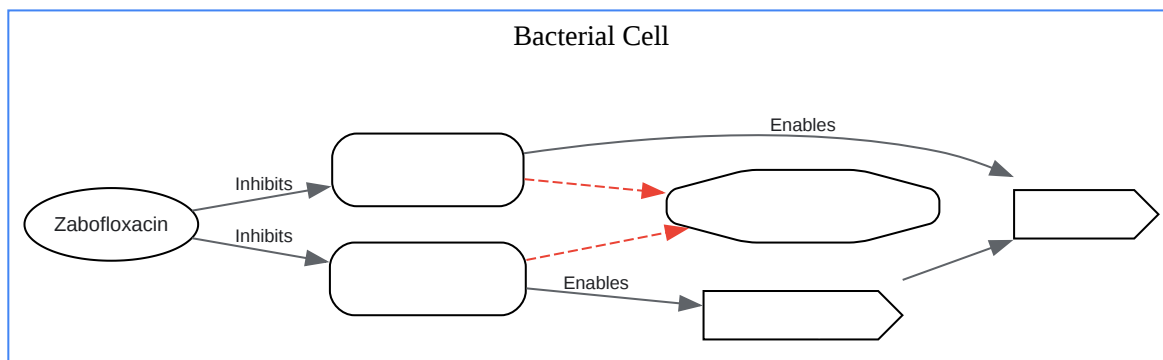 Bacterial Cell
Enables
Inhibits
Zabofloxacin
Inhibits
Enables